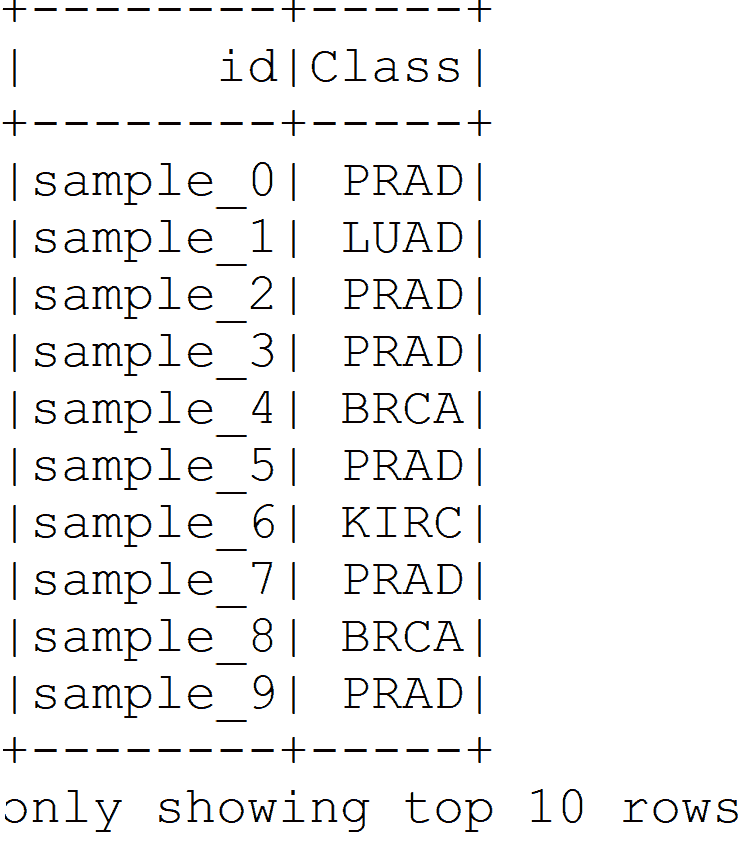 +--------+-----+
|      id|Class|
+--------+-----+
|sample_0| PRAD|
|sample_1| LUAD|
|sample_2| PRAD|
|sample_3| PRAD|
|sample_4| BRCA|
|sample_5| PRAD|
|sample_6| KIRC|
|sample_7| PRAD|
|sample_8| BRCA|
|sample_9| PRAD|
+--------+-----+
only showing top 10 rows